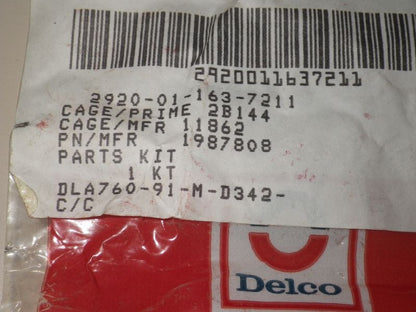 2920011637211
2920-01-163-7211
CAGE/PRIME 2B144
CAGE/MFR 11862
PN/MFR 1987808
PARTS KIT
1 KT
DLA760-91-M-D342-
C/C
Delco